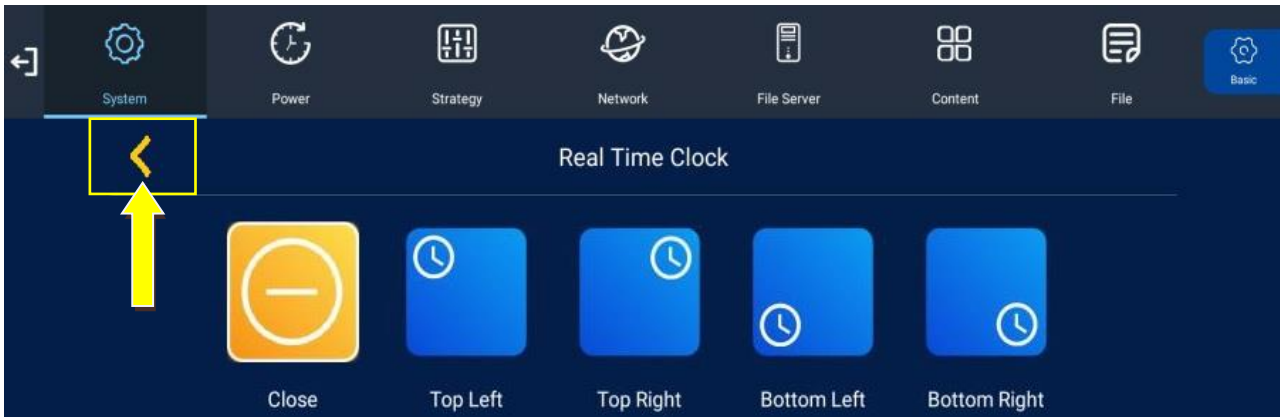 System
Power
Strategy
Network
File Server
Content
File
Basic
Real Time Clock
Close
Top Left
Top Right
Bottom Left
Bottom Right